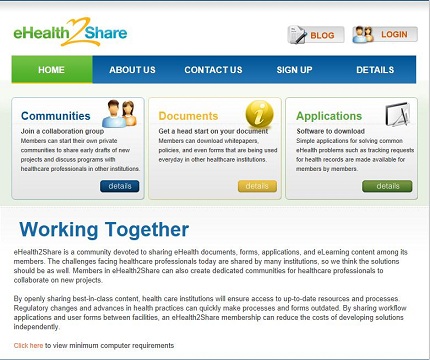 eHealth2Share
BLOG
LOGIN
HOME ABOUT US CONTACT US SIGN UP DETAILS
Communities
Join a collaboration group
Members can start their own private
communities to share early drafts of new
projects and discuss programs with
healthcare professionals in other institutions.
details
Documents
Get a head start on your document
Members can download whitepapers,
policies, and even forms that are being used
everyday in other healthcare institutions.
details
Applications
Software to download
Simple applications for solving common
eHealth problems such as tracking requests
for health records are made available for
members by members.
details
Working Together
eHealth2Share is a community devoted to sharing eHealth documents, forms, applications, and eLearning content among its
members. The challenges facing healthcare professionals today are shared by many institutions, so we think the solutions
should be as well. Members in eHealth2Share can also create dedicated communities for healthcare professionals to
collaborate on new projects.
By openly sharing best-in-class content, health care institutions will ensure access to up-to-date resources and processes.
Regulatory changes and advances in health practices can quickly make processes and forms outdated. By sharing workflow
applications and user forms between facilities, an eHealth2Share membership can reduce the costs of developing solutions
independently.
Click here to view minimum computer requirements